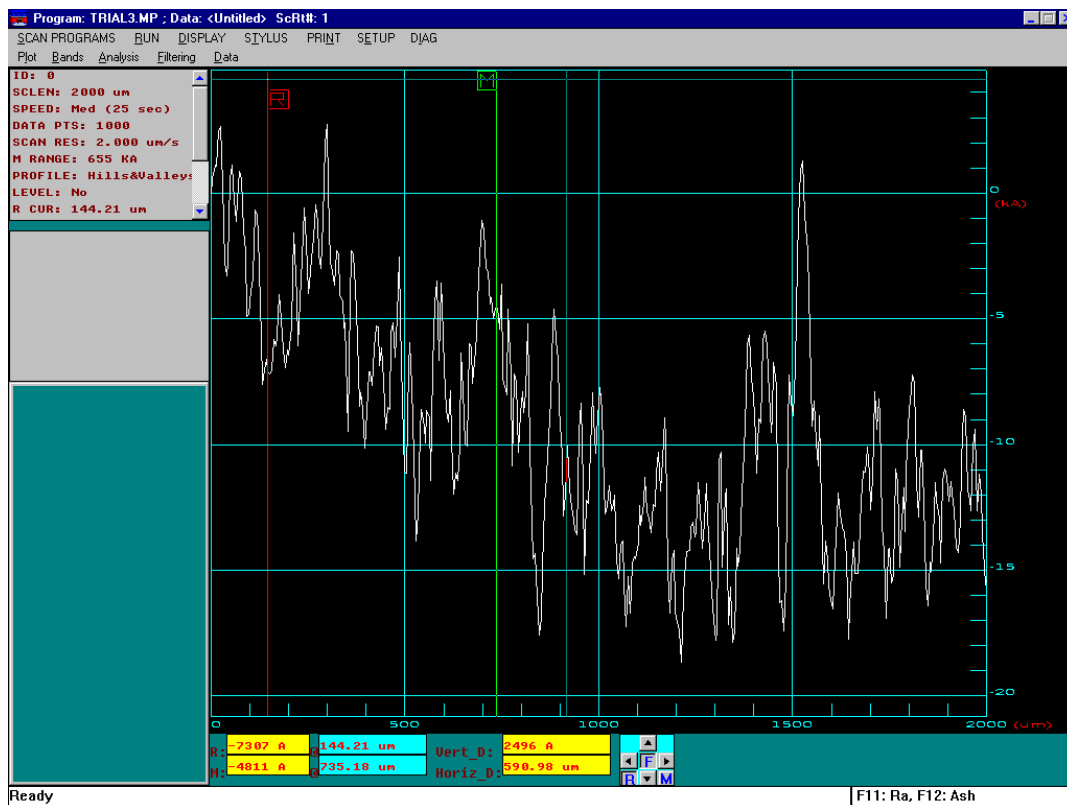 Program: TRIAL3.MP ; Data: <Untitled> ScRt#: 1
SCAN PROGRAMS RUN DISPLAY STYLUS PRINT SETUP DIAG
Plot Bands Analysis Filtering Data
ID: 0
SCLEN: 2000 um
SPEED: Med (25 sec)
DATA PTS: 1000
SCAN RES: 2.000 um/s
M RANGE: 655 KA
PROFILE: Hills&Valleys
LEVEL: No
R CUR: 144.21 um
R
M
0
(kA)
-5
-10
-15
-20
0 500 1000 1500 2000 (um)
R: -7307 A @ 144.21 um Vert_D: 2496 A
M: -4811 A @ 735.18 um Horiz_D: 590.98 um
F
R M
Ready F11: Ra, F12: Ash